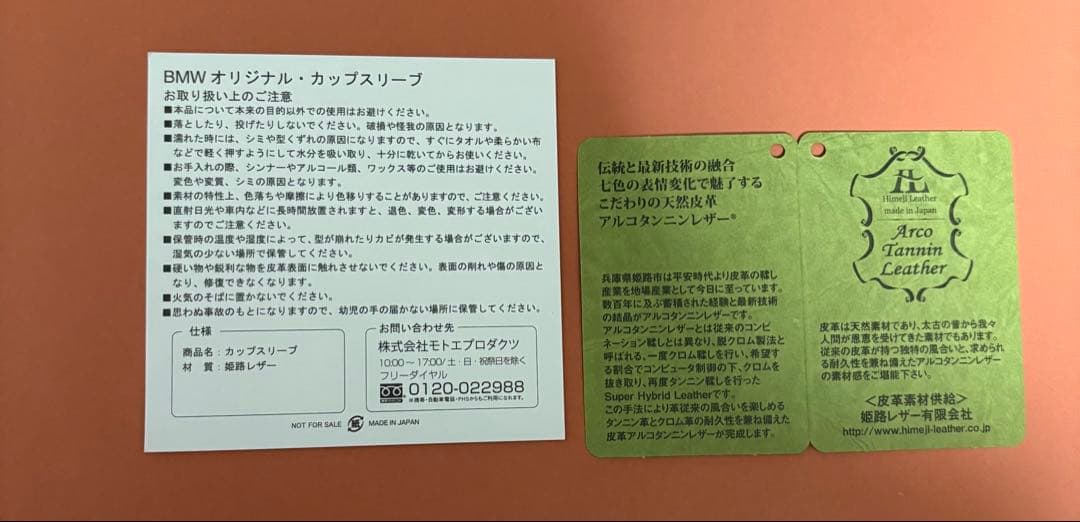 BMW オリジナル・カップスリーブ
お取り扱い上のご注意
■本品について本来の目的以外での使用はお避けください。
■落としたり、投げたりしないでください。破損や怪我の原因となります。
■濡れた時には、シミや型くずれの原因になりますので、すぐにタオルや柔らかい布
などで軽く押すようにして水分を吸い取り、十分に乾いてからお使いください。
■お手入れの際、シンナーやアルコール類、ワックス等のご使用はお避けください。
変色や変質、シミの原因となります。
■素材の特性上、色落ちや摩擦により色移りすることがありますので、ご注意ください。
■直射日光や車内などに長時間放置されますと、退色、変色、変形する場合がござい
ますのでご注意ください。
■保管時の温度や湿度によって、型が崩れたりカビが発生する場合がございますので、
湿気の少ない場所で保管してください。
■硬い物や鋭利な物を皮革表面に触れさせないでください。表面の削れや傷の原因と
なり、修復できなくなります。
■火気のそばに置かないでください。
■思わぬ事故のもとになりますので、幼児の手の届かない場所に保管してください。
仕様
商品名:カップスリーブ
材 質:姫路レザー
お問い合わせ先
株式会社モトエプロダクツ
10:00~17:00/土・日・祝祭日を除く
フリーダイヤル
0120-022988
※携帯・自動車電話・PHSからもご利用になれます。
NOT FOR SALE 紙 MADE IN JAPAN
伝統と最新技術の融合
七色の表情変化で魅了する
こだわりの天然皮革
アルコタンニンレザー®
兵庫県姫路市は平安時代より皮革の鞣し
産業を地場産業として今日に至っています。
数百年に及ぶ蓄積された経験と最新技術
の結晶がアルコタンニンレザーです。
アルコタンニンレザーとは従来のコンビ
ネーション鞣しとは異なり、脱クロム製法と
呼ばれる、一度クロム鞣しを行い、希望す
る割合でコンピュータ制御の下、クロムを
抜き取り、再度タンニン鞣しを行った
Super Hybrid Leatherです。
この手法により革従来の風合いを楽しめる
タンニン革とクロム革の耐久性を兼ね備えた
皮革アルコタンニンレザーが完成します。
HL
Himeji Leather
made in Japan
Arco
Tannin
Leather
皮革は天然素材であり、太古の昔から我々
人間が恩恵を受けてきた素材でもあります。
従来の皮革が持つ独特の風合いと、求められ
る耐久性を兼ね備えたアルコタンニンレザー
の素材感をご堪能下さい。
<皮革素材供給>
姫路レザー有限会社
http://www.himeji-leather.co.jp